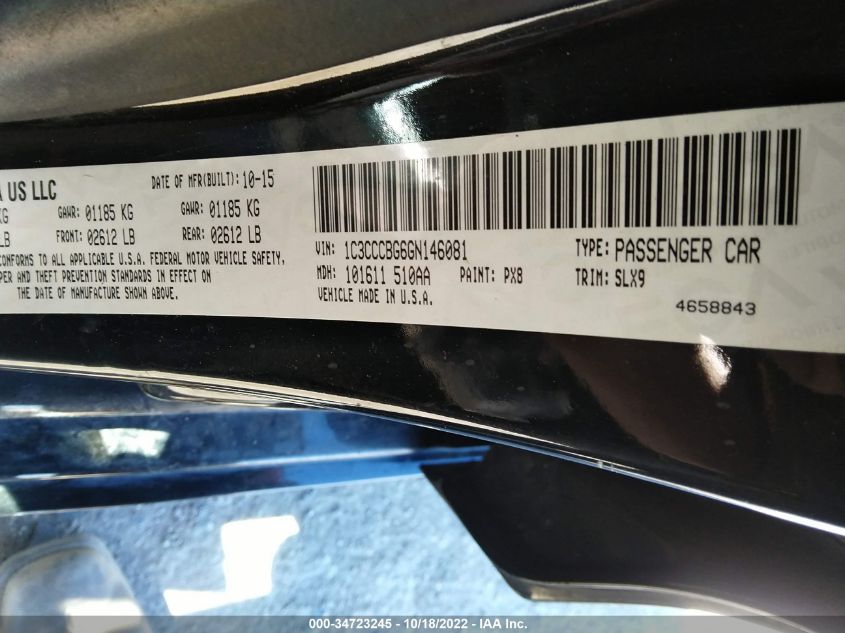 A US LLC
DATE OF MFR(BUILT): 10-15
KG GAWR: 01185 KG GAWR: 01185 KG
LB FRONT: 02612 LB REAR: 02612 LB
CONFORMS TO ALL APPLICABLE U.S.A. FEDERAL MOTOR VEHICLE SAFETY,
PER AND THEFT PREVENTION STANDARDS IN EFFECT ON
THE DATE OF MANUFACTURE SHOWN ABOVE.
VIN: 1C3CCCBG6GN146081 TYPE: PASSENGER CAR
MDH: 101611 510AA PAINT: PX8 TRIM: SLX9
VEHICLE MADE IN U.S.A.
4658843
000-34723245 - 10/18/2022 - IAA Inc.